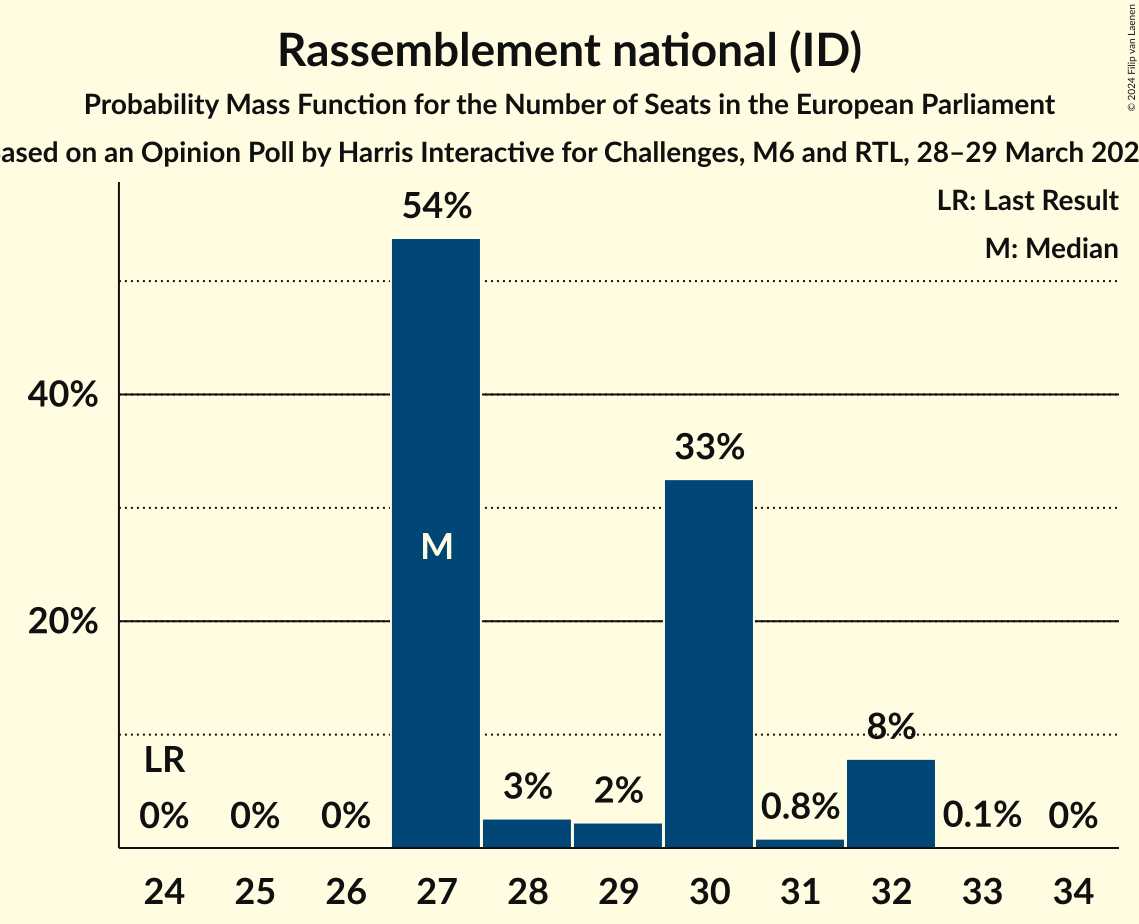 Rassemblement national (ID)
Probability Mass Function for the Number of Seats in the European Parliament
ased on an Opinion Poll by Harris Interactive for Challenges, M6 and RTL, 28–29 March 202
© 2024 Filip van Laenen
LR: Last Result
M: Median
54%
40%
33%
M
20%
8%
LR
3%
2%
0.8%
0%
0%
0%
0.1%
0%
24 25 26 27 28 29 30 31 32 33 34